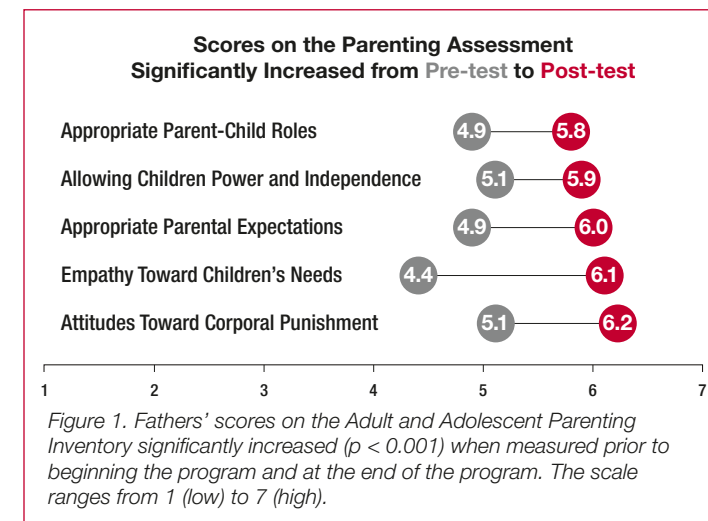 Scores on the Parenting Assessment
Significantly Increased from Pre-test to Post-test
Appropriate Parent-Child Roles 4.9 5.8
Allowing Children Power and Independence 5.1 5.9
Appropriate Parental Expectations 4.9 6.0
Empathy Toward Children's Needs 4.4 6.1
Attitudes Toward Corporal Punishment 5.1 6.2
1 2 3 4 5 6 7
Figure 1. Fathers' scores on the Adult and Adolescent Parenting
Inventory significantly increased (p < 0.001) when measured prior to
beginning the program and at the end of the program. The scale
ranges from 1 (low) to 7 (high).